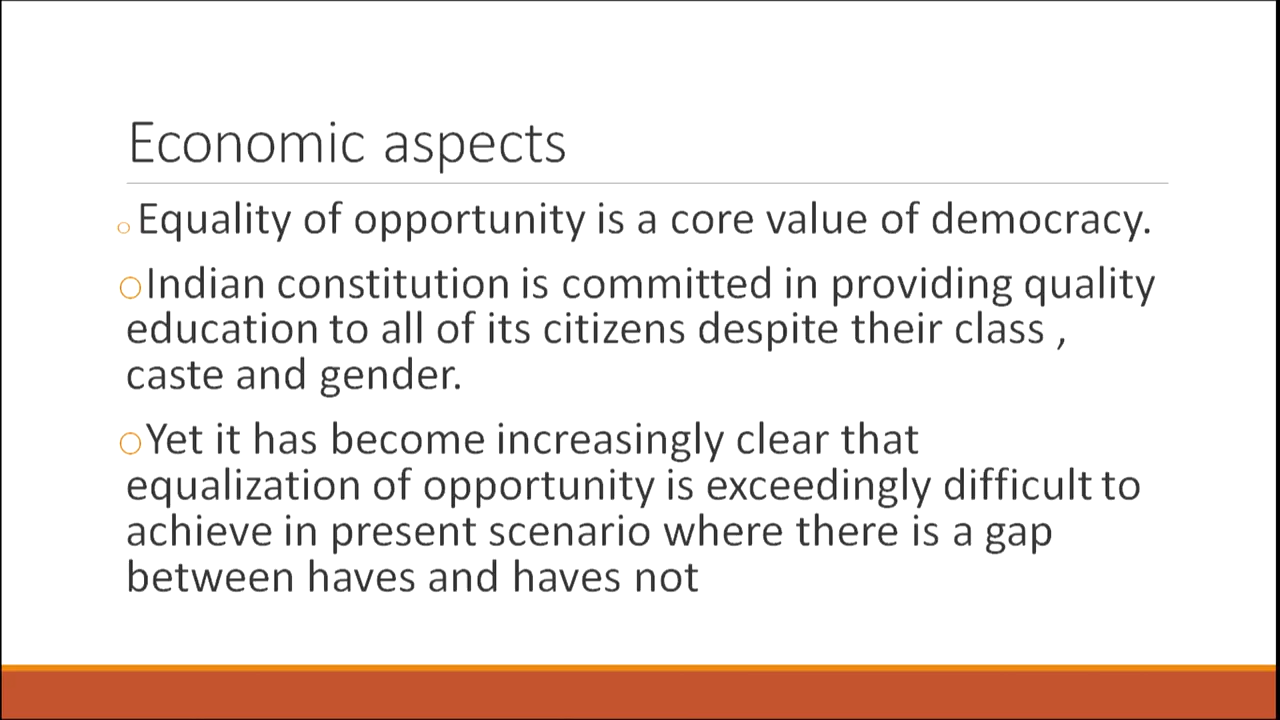 Economic aspects
Equality of opportunity is a core value of democracy.
Indian constitution is committed in providing quality
education to all of its citizens despite their class ,
caste and gender.
Yet it has become increasingly clear that
equalization of opportunity is exceedingly difficult to
achieve in present scenario where there is a gap
between haves and haves not